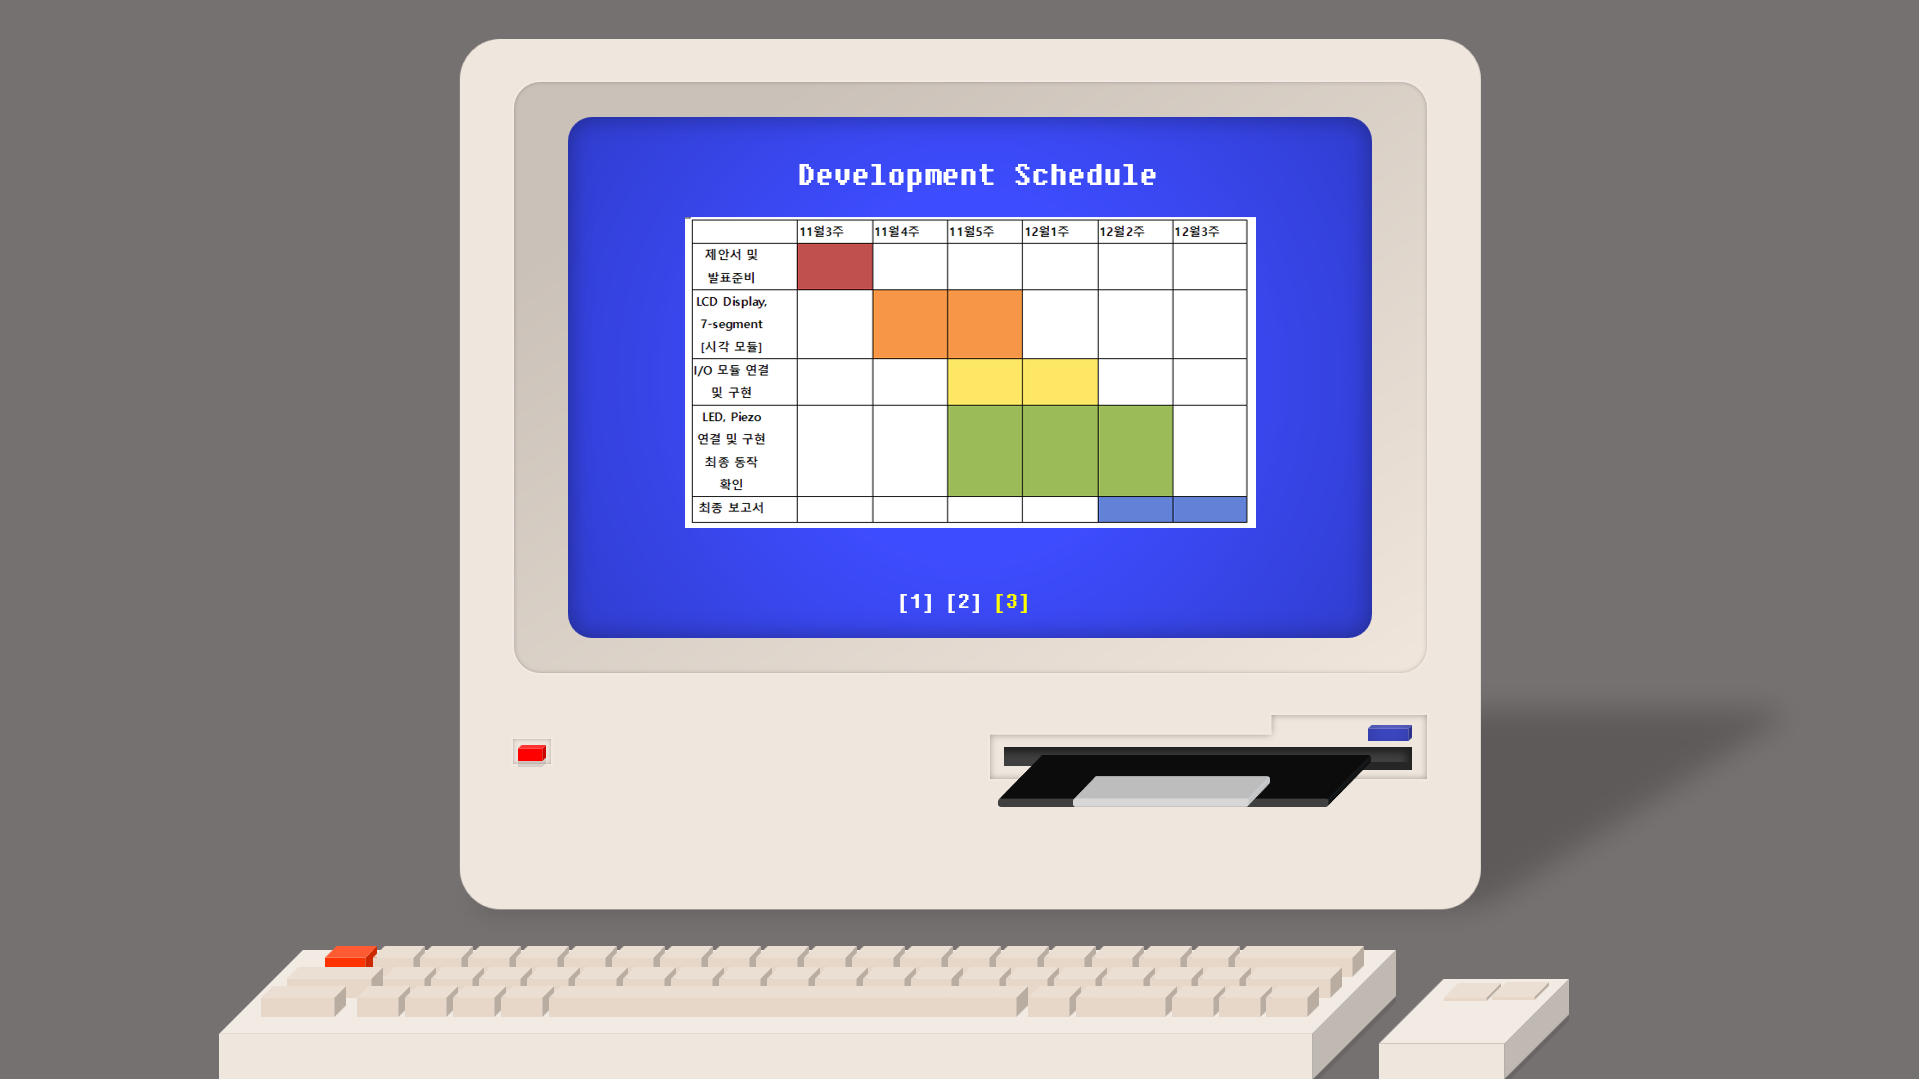 Development Schedule
11월3주 11월4주 11월5주 12월1주 12월2주 12월3주
제안서 및
발표준비
LCD Display,
7-segment
[시각 모듈]
I/O 모듈 연결
및 구현
LED, Piezo
연결 및 구현
최종 동작
확인
최종 보고서
[1] [2] [3]